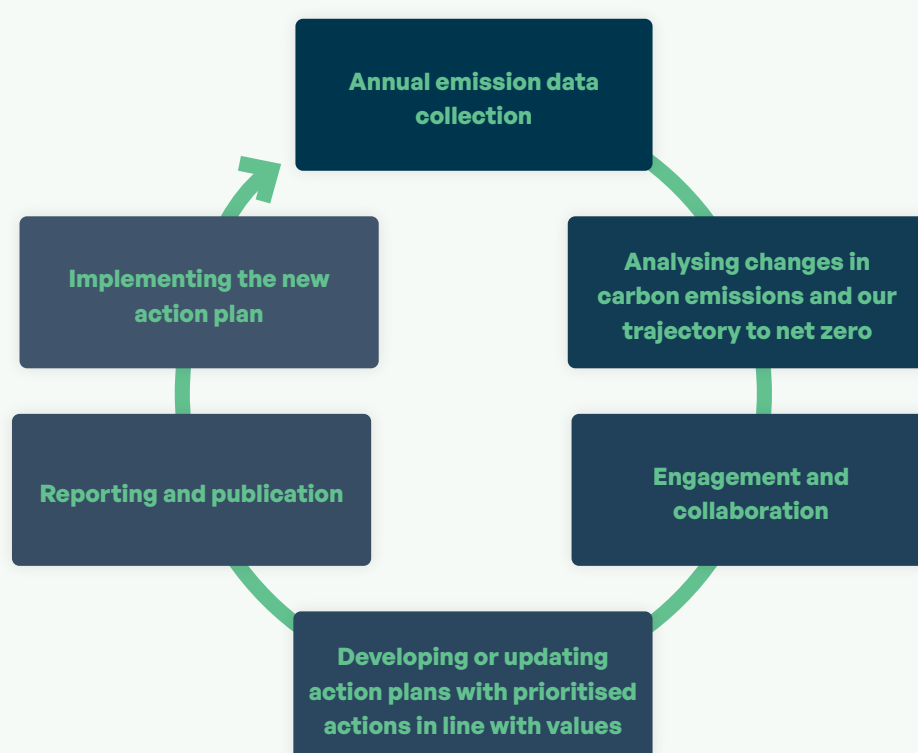 Annual emission data
collection
Analysing changes in
carbon emissions and our
trajectory to net zero
Engagement and
collaboration
Developing or updating
action plans with prioritised
actions in line with values
Reporting and publication
Implementing the new
action plan